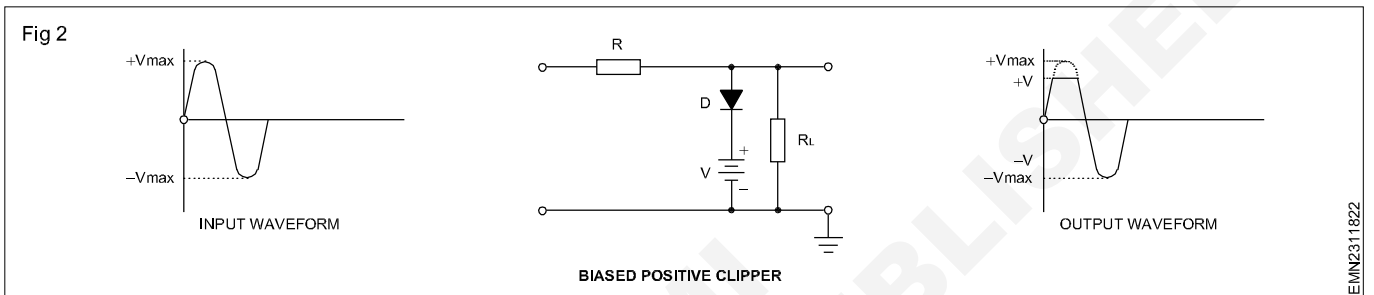 Fig 2
+Vmax
−Vmax
INPUT WAVEFORM
R
D
+
V
−
RL
BIASED POSITIVE CLIPPER
+Vmax
+V
−V
−Vmax
OUTPUT WAVEFORM
EMN2311822